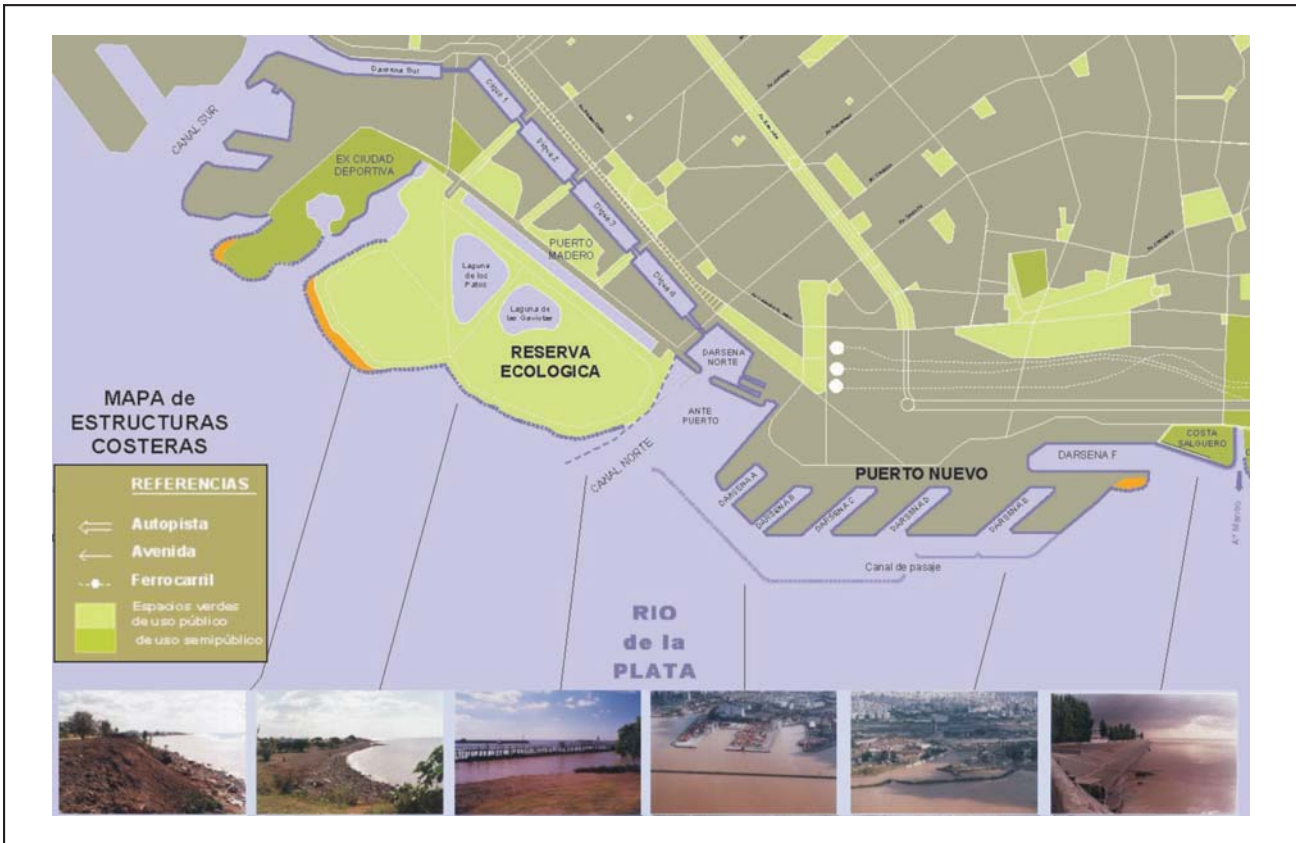 Darsena Sur
CANAL SUR
Dique 1
Dique 2
Dique 3
Dique 4
EX CIUDAD
DEPORTIVA
PUERTO
MADERO
Laguna
de los
Patos
Laguna de
las Gaviotas
RESERVA
ECOLOGICA
DARSENA
NORTE
ANTE
PUERTO
CANAL NORTE
COSTA
SALGUERO
DARSENA F
PUERTO NUEVO
DARSENA A
DARSENA B
DARSENA C
DARSENA D
DARSENA E
Canal de pasaje
MAPA de
ESTRUCTURAS
COSTERAS
REFERENCIAS
Autopista
Avenida
Ferrocarril
Espacios verdes
de uso público
de uso semipúblico
RIO
de la
PLATA